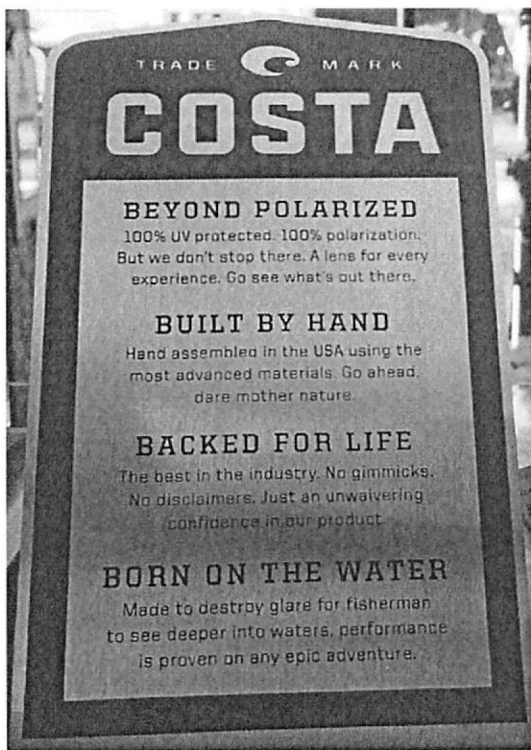 TRADE MARK
COSTA
BEYOND POLARIZED
100% UV protected. 100% polarization.
But we don't stop there. A lens for every
experience. Go see what's out there.
BUILT BY HAND
Hand assembled in the USA using the
most advanced materials. Go ahead,
dare mother nature.
BACKED FOR LIFE
The best in the industry. No gimmicks.
No disclaimers. Just an unwaivering
confidence in our product.
BORN ON THE WATER
Made to destroy glare for fisherman
to see deeper into waters, performance
is proven on any epic adventure.